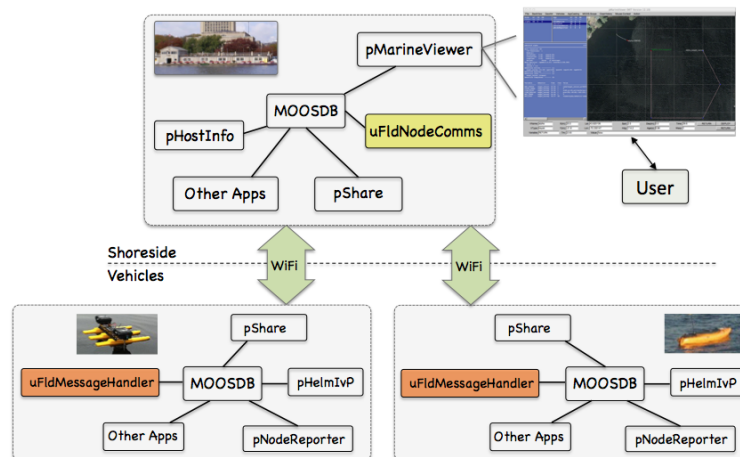 pMarineViewer
MOOSDB
pHostInfo
uFldNodeComms
Other Apps
pShare
User
Shoreside
Vehicles
WiFi
WiFi
pShare
uFldMessageHandler
MOOSDB
pHelmIvP
Other Apps
pNodeReporter
pShare
uFldMessageHandler
MOOSDB
pHelmIvP
Other Apps
pNodeReporter